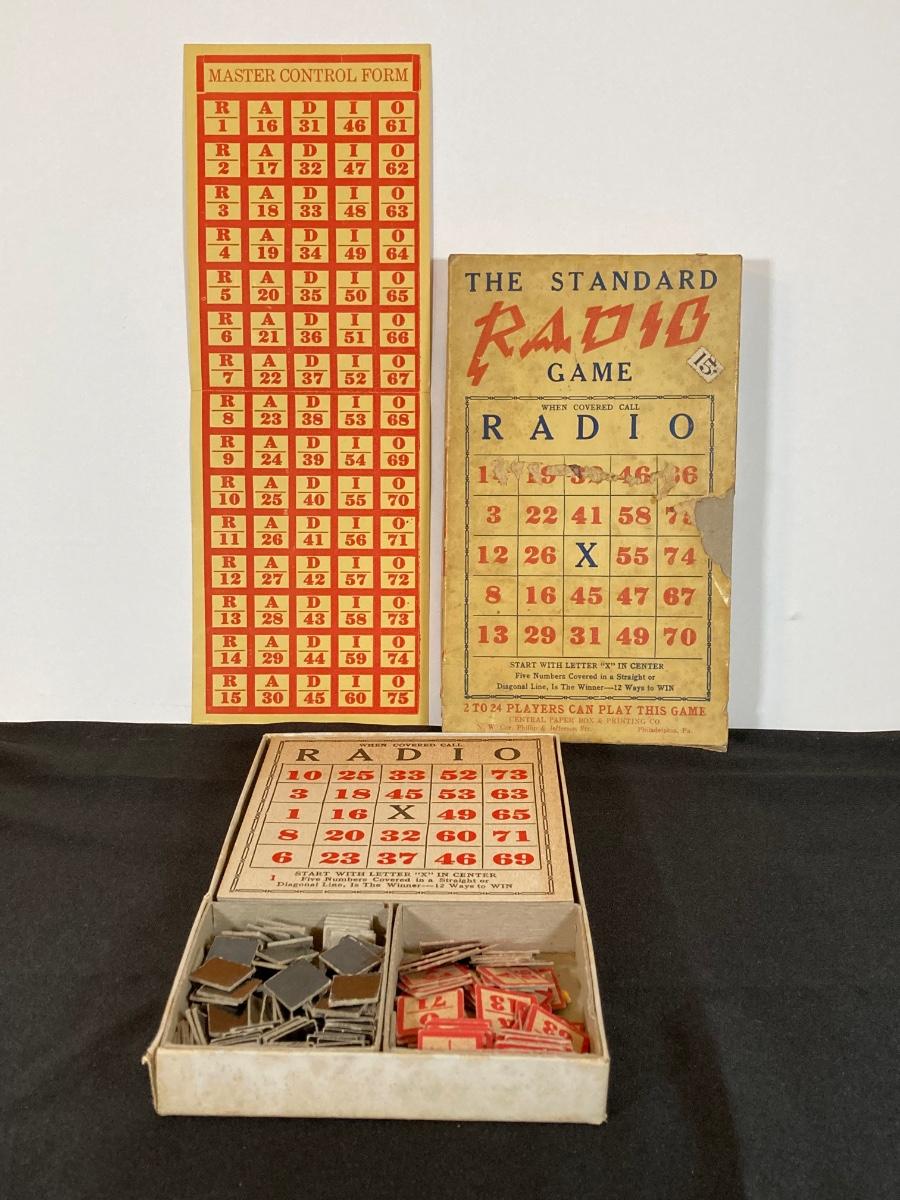 MASTER CONTROL FORM
R A D I O
1 16 31 46 61
R A D I O
2 17 32 47 62
R A D I O
3 18 33 48 63
R A D I O
4 19 34 49 64
R A D I O
5 20 35 50 65
R A D I O
6 21 36 51 66
R A D I O
7 22 37 52 67
R A D I O
8 23 38 53 68
R A D I O
9 24 39 54 69
R A D I O
10 25 40 55 70
R A D I O
11 26 41 56 71
R A D I O
12 27 42 57 72
R A D I O
13 28 43 58 73
R A D I O
14 29 44 59 74
R A D I O
15 30 45 60 75
THE STANDARD
RADIO
GAME
15¢
WHEN COVERED CALL
R A D I O
19 46
3 22 41 58
12 26 X 55 74
8 16 45 47 67
13 29 31 49 70
START WITH LETTER "X" IN CENTER
Five Numbers Covered in a Straight or
Diagonal Line, Is The Winner—12 Ways to WIN
2 TO 24 PLAYERS CAN PLAY THIS GAME
CENTRAL PAPER BOX & PRINTING CO.
W. Cor. Phillip & Jefferson Sts. Philadelphia, Pa.
WHEN COVERED CALL
R A D I O
10 25 33 52 73
3 18 45 53 63
1 16 X 49 65
8 20 32 60 71
6 23 37 46 69
1 START WITH LETTER "X" IN CENTER
Five Numbers Covered in a Straight or
Diagonal Line, Is The Winner—12 Ways to WIN